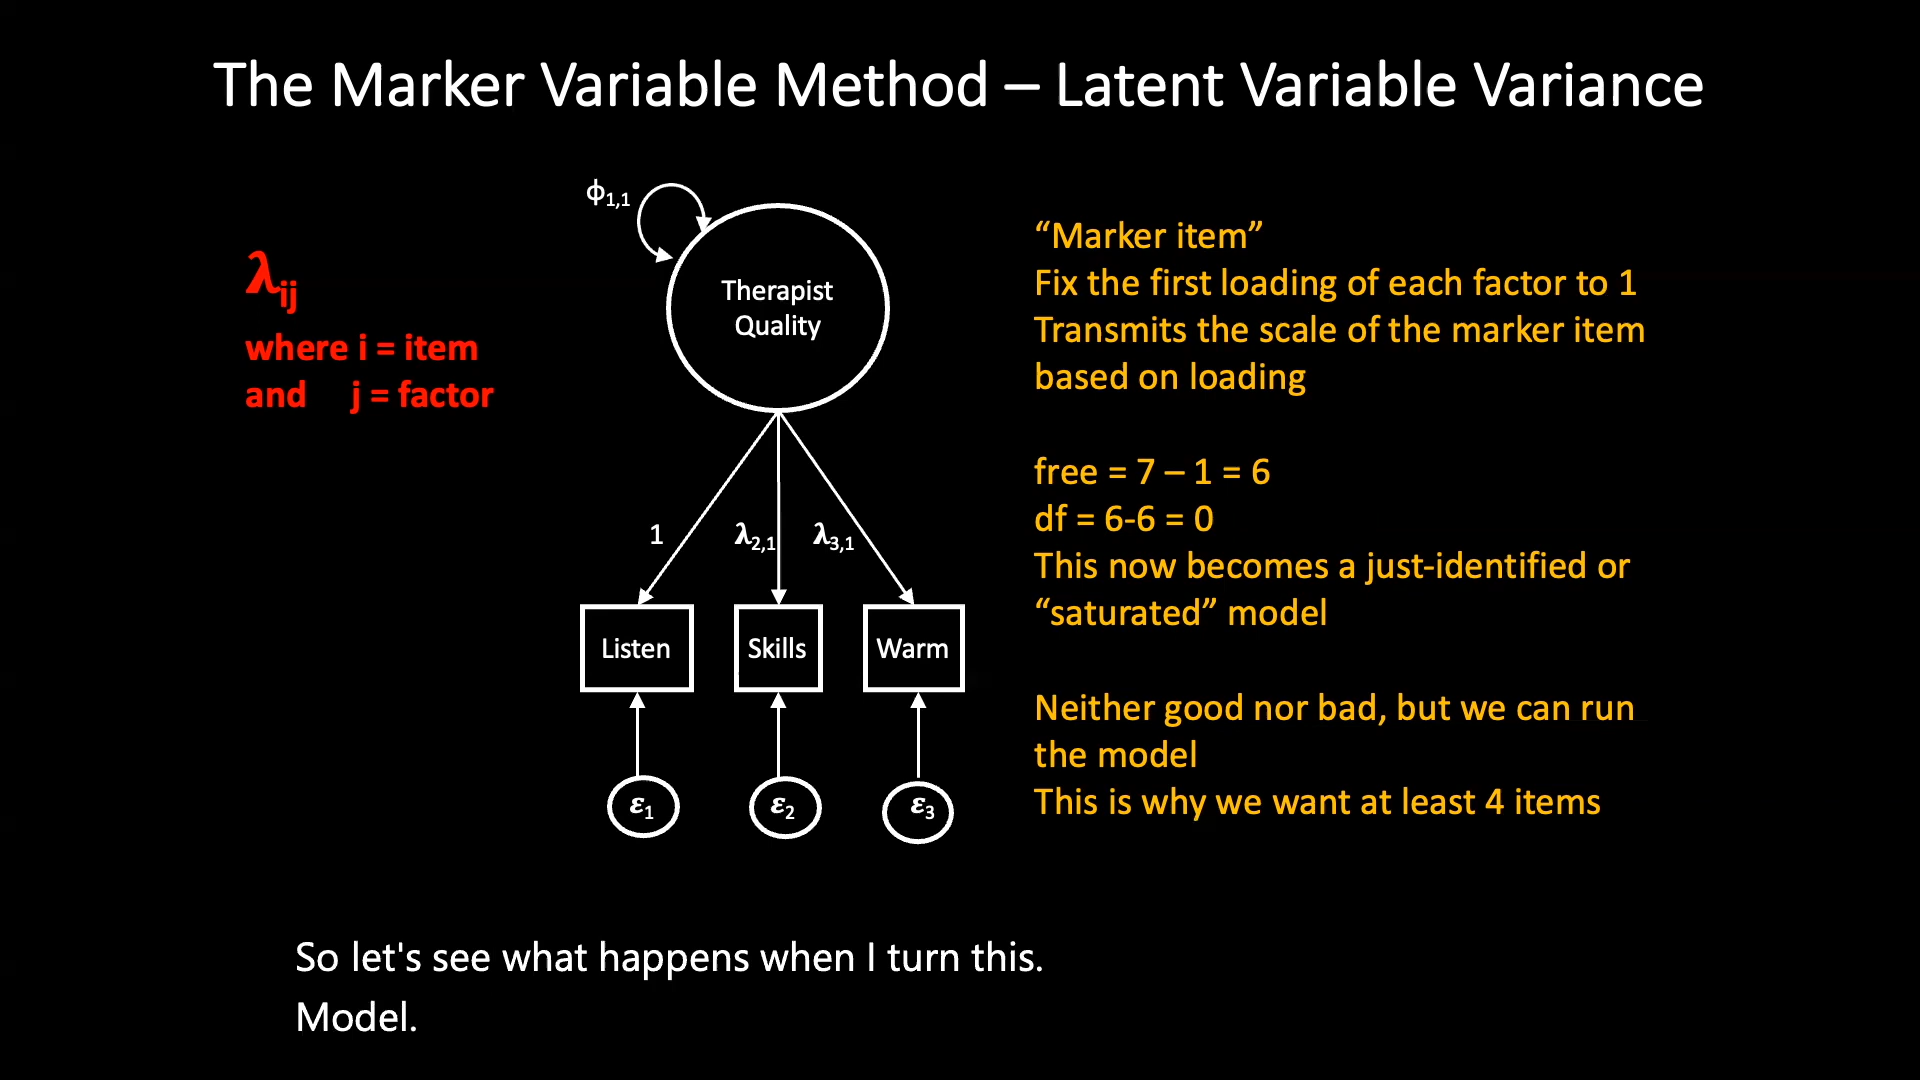 The Marker Variable Method – Latent Variable Variance
ϕ1,1
λij
where i = item
and j = factor
Therapist
Quality
1
λ2,1
λ3,1
Listen
Skills
Warm
ε1
ε2
ε3
“Marker item”
Fix the first loading of each factor to 1
Transmits the scale of the marker item
based on loading
free = 7 – 1 = 6
df = 6-6 = 0
This now becomes a just-identified or
“saturated” model
Neither good nor bad, but we can run
the model
This is why we want at least 4 items
So let's see what happens when I turn this.
Model.